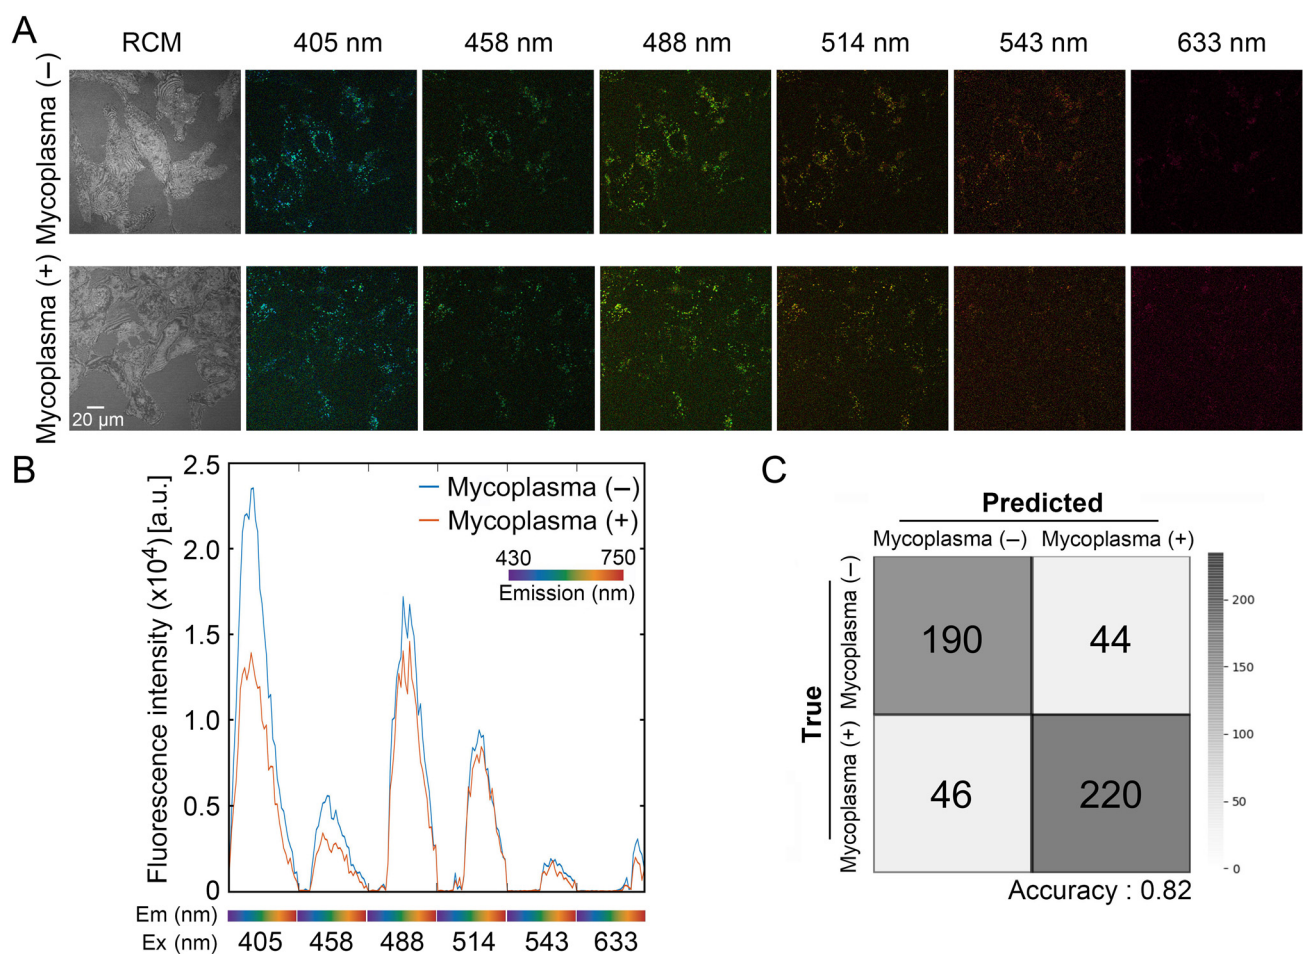 A
RCM 405 nm 458 nm 488 nm 514 nm 543 nm 633 nm
Mycoplasma (–)
Mycoplasma (+)
20 µm
B
Fluorescence intensity (x10⁴) [a.u.]
2.5
2.0
1.5
1.0
0.5
0
Mycoplasma (–)
Mycoplasma (+)
430 750
Emission (nm)
Em (nm)
Ex (nm) 405 458 488 514 543 633
C
Predicted
Mycoplasma (–) Mycoplasma (+)
True
Mycoplasma (–)
Mycoplasma (+)
190 44
46 220
200
150
100
50
0
Accuracy : 0.82